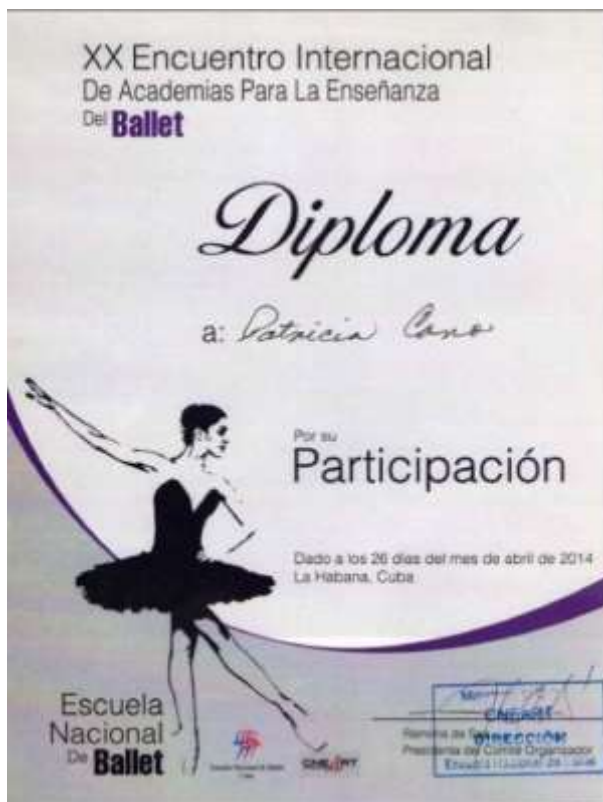 XX Encuentro Internacional
De Academias Para La Enseñanza
Del Ballet
Diploma
a: Patricia Cano
Por su
Participación
Dado a los 26 días del mes de abril de 2014
La Habana, Cuba
Escuela
Nacional
De Ballet
CNEART
DIRECCIÓN
Presidenta del Comité Organizador